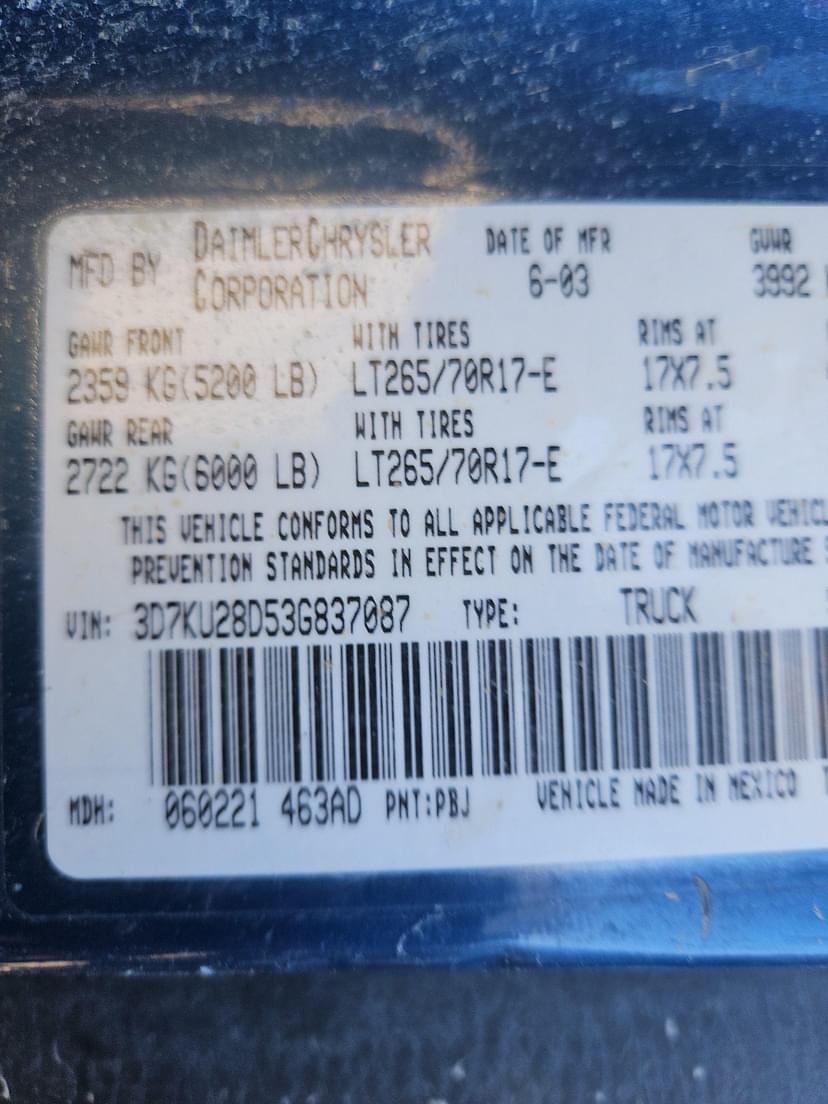 MFD BY DAIMLERCHRYSLER CORPORATION DATE OF MFR 6-03 GVWR 3992
GAWR FRONT WITH TIRES RIMS AT
2359 KG(5200 LB) LT265/70R17-E 17X7.5
GAWR REAR WITH TIRES RIMS AT
2722 KG(6000 LB) LT265/70R17-E 17X7.5
THIS VEHICLE CONFORMS TO ALL APPLICABLE FEDERAL MOTOR VEHICL
PREVENTION STANDARDS IN EFFECT ON THE DATE OF MANUFACTURE
VIN: 3D7KU28D53G837087 TYPE: TRUCK
MDH: 060221 463AD PNT:PBJ VEHICLE MADE IN MEXICO